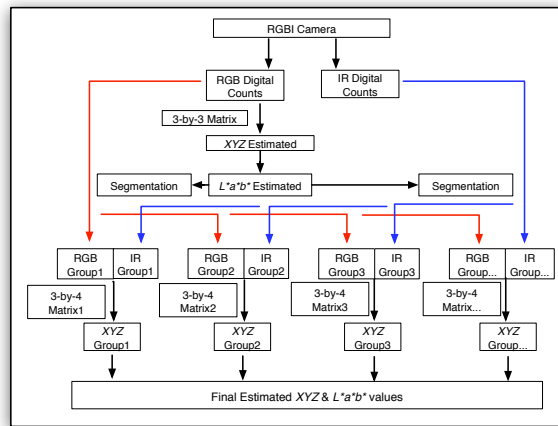 RGBI Camera
RGB Digital
Counts
IR Digital
Counts
3-by-3 Matrix
XYZ Estimated
Segmentation
L*a*b* Estimated
Segmentation
RGB
Group1
IR
Group1
RGB
Group2
IR
Group2
RGB
Group3
IR
Group3
RGB
Group...
IR
Group...
3-by-4
Matrix1
3-by-4
Matrix2
3-by-4
Matrix3
3-by-4
Matrix...
XYZ
Group1
XYZ
Group2
XYZ
Group3
XYZ
Group...
Final Estimated XYZ & L*a*b* values